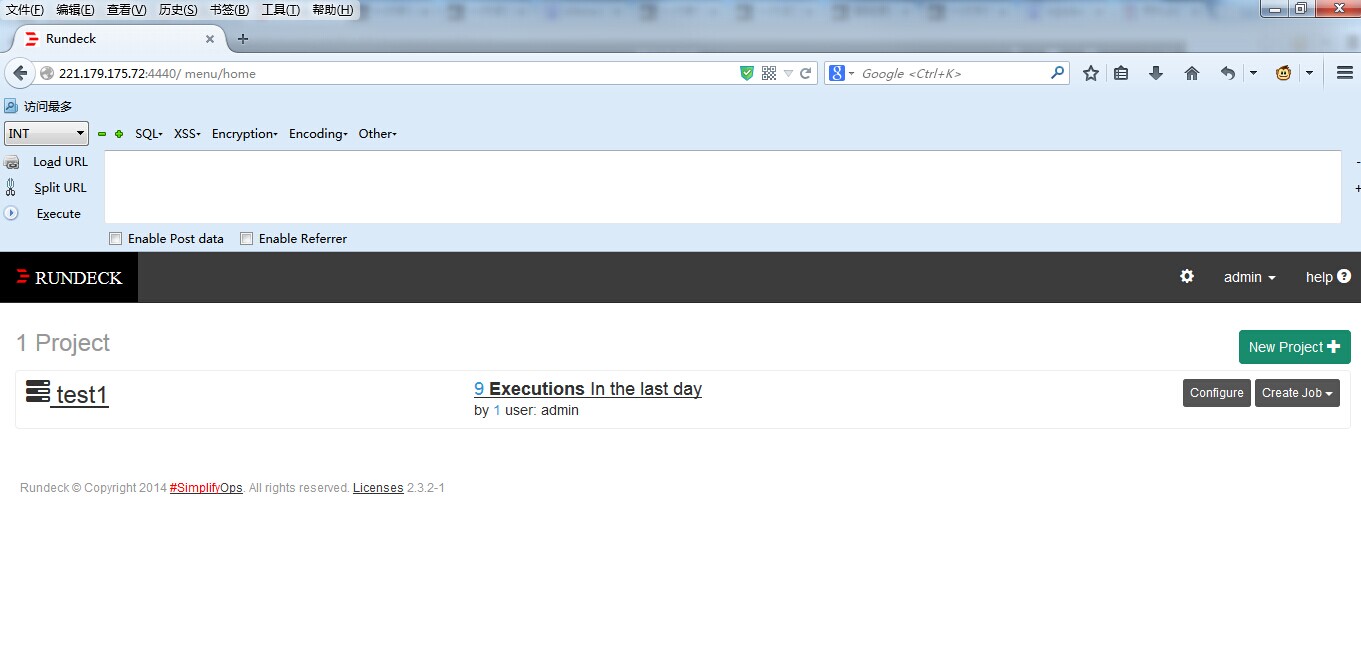 文件(F) 编辑(E) 查看(V) 历史(S) 书签(B) 工具(T) 帮助(H)
Rundeck
221.179.175.72:4440/ menu/home
Google <Ctrl+K>
访问最多
INT SQL XSS Encryption Encoding Other
Load URL
Split URL
Execute
Enable Post data Enable Referrer
RUNDECK admin help
1 Project New Project
test1 9 Executions In the last day Configure Create Job
by 1 user: admin
Rundeck © Copyright 2014 #SimplifyOps. All rights reserved. Licenses 2.3.2-1